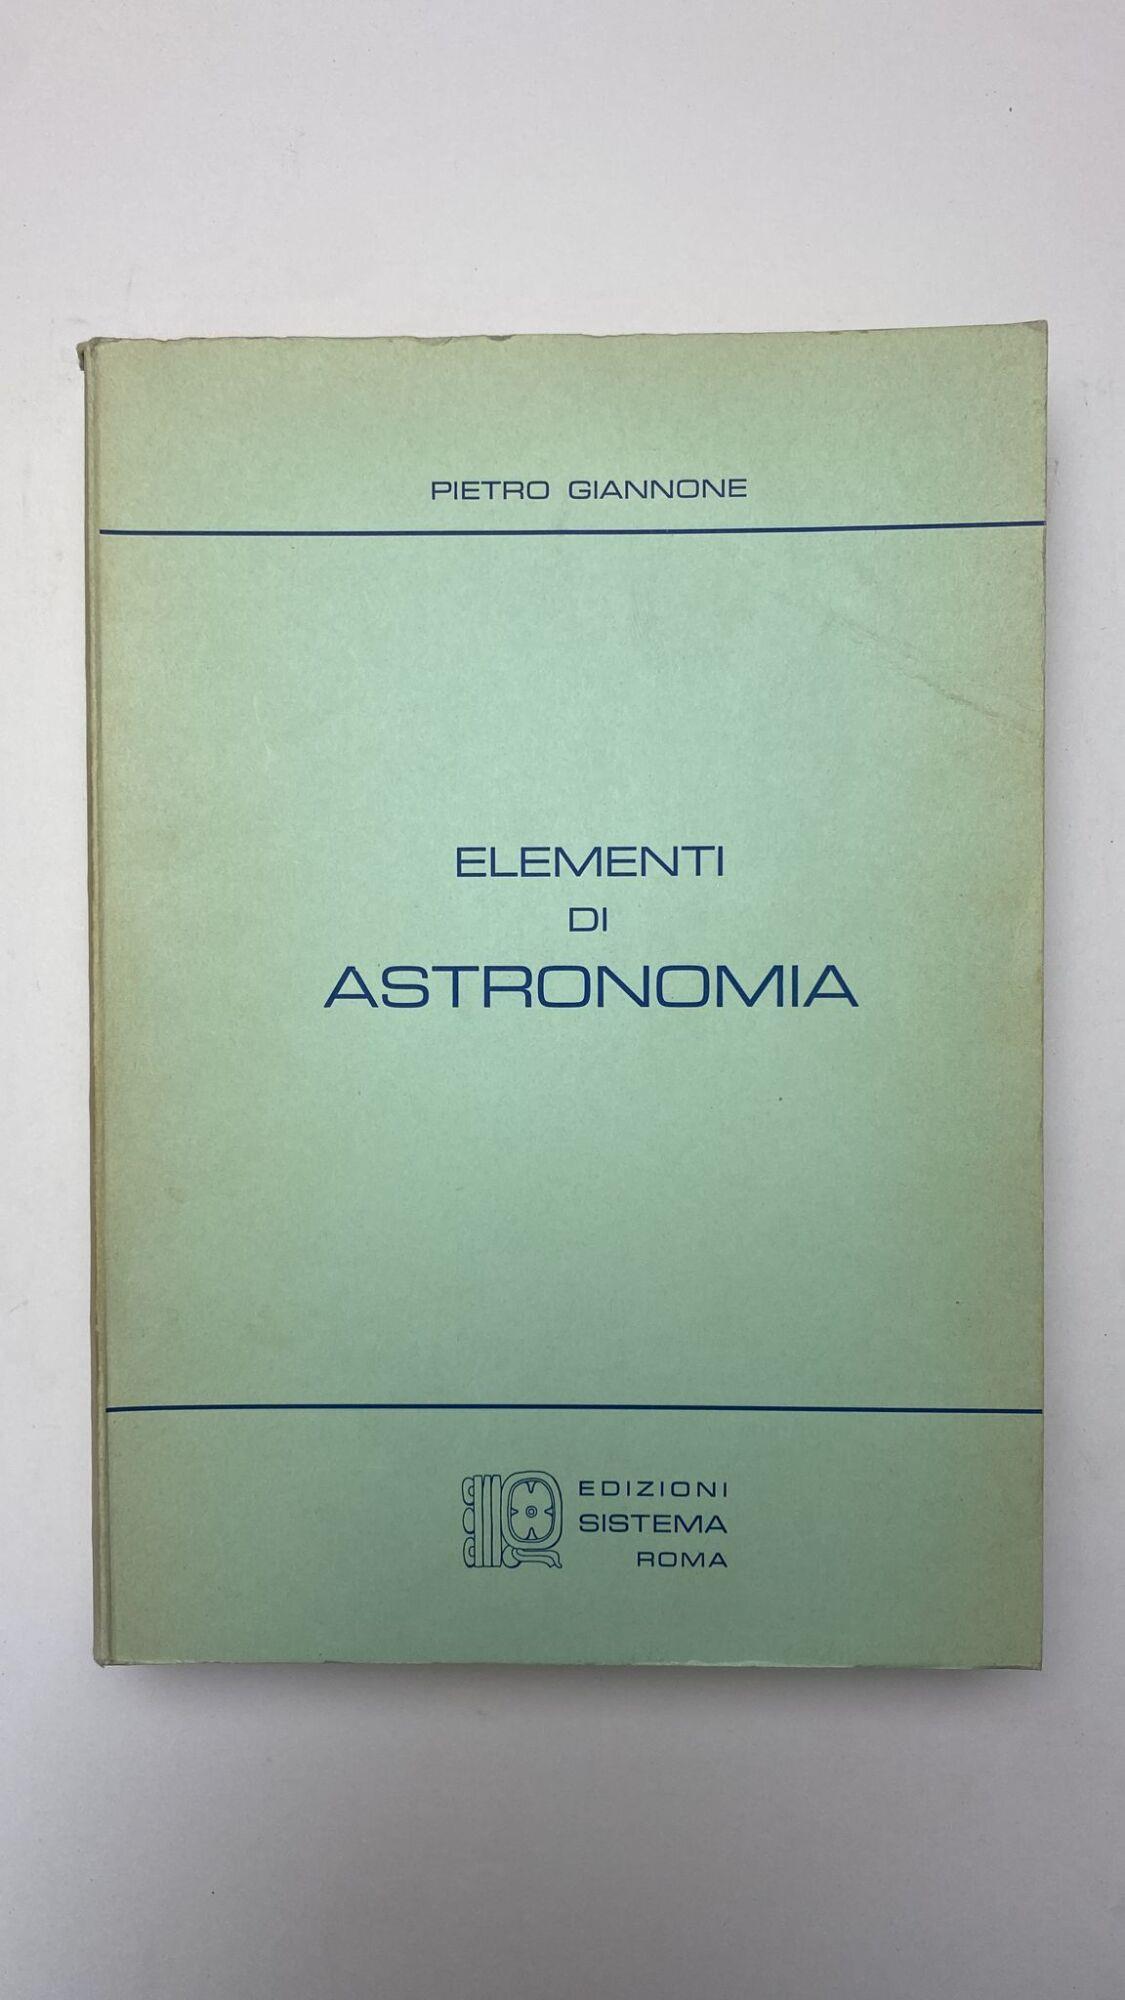 PIETRO GIANNONE
ELEMENTI
DI
ASTRONOMIA
EDIZIONI
SISTEMA
ROMA